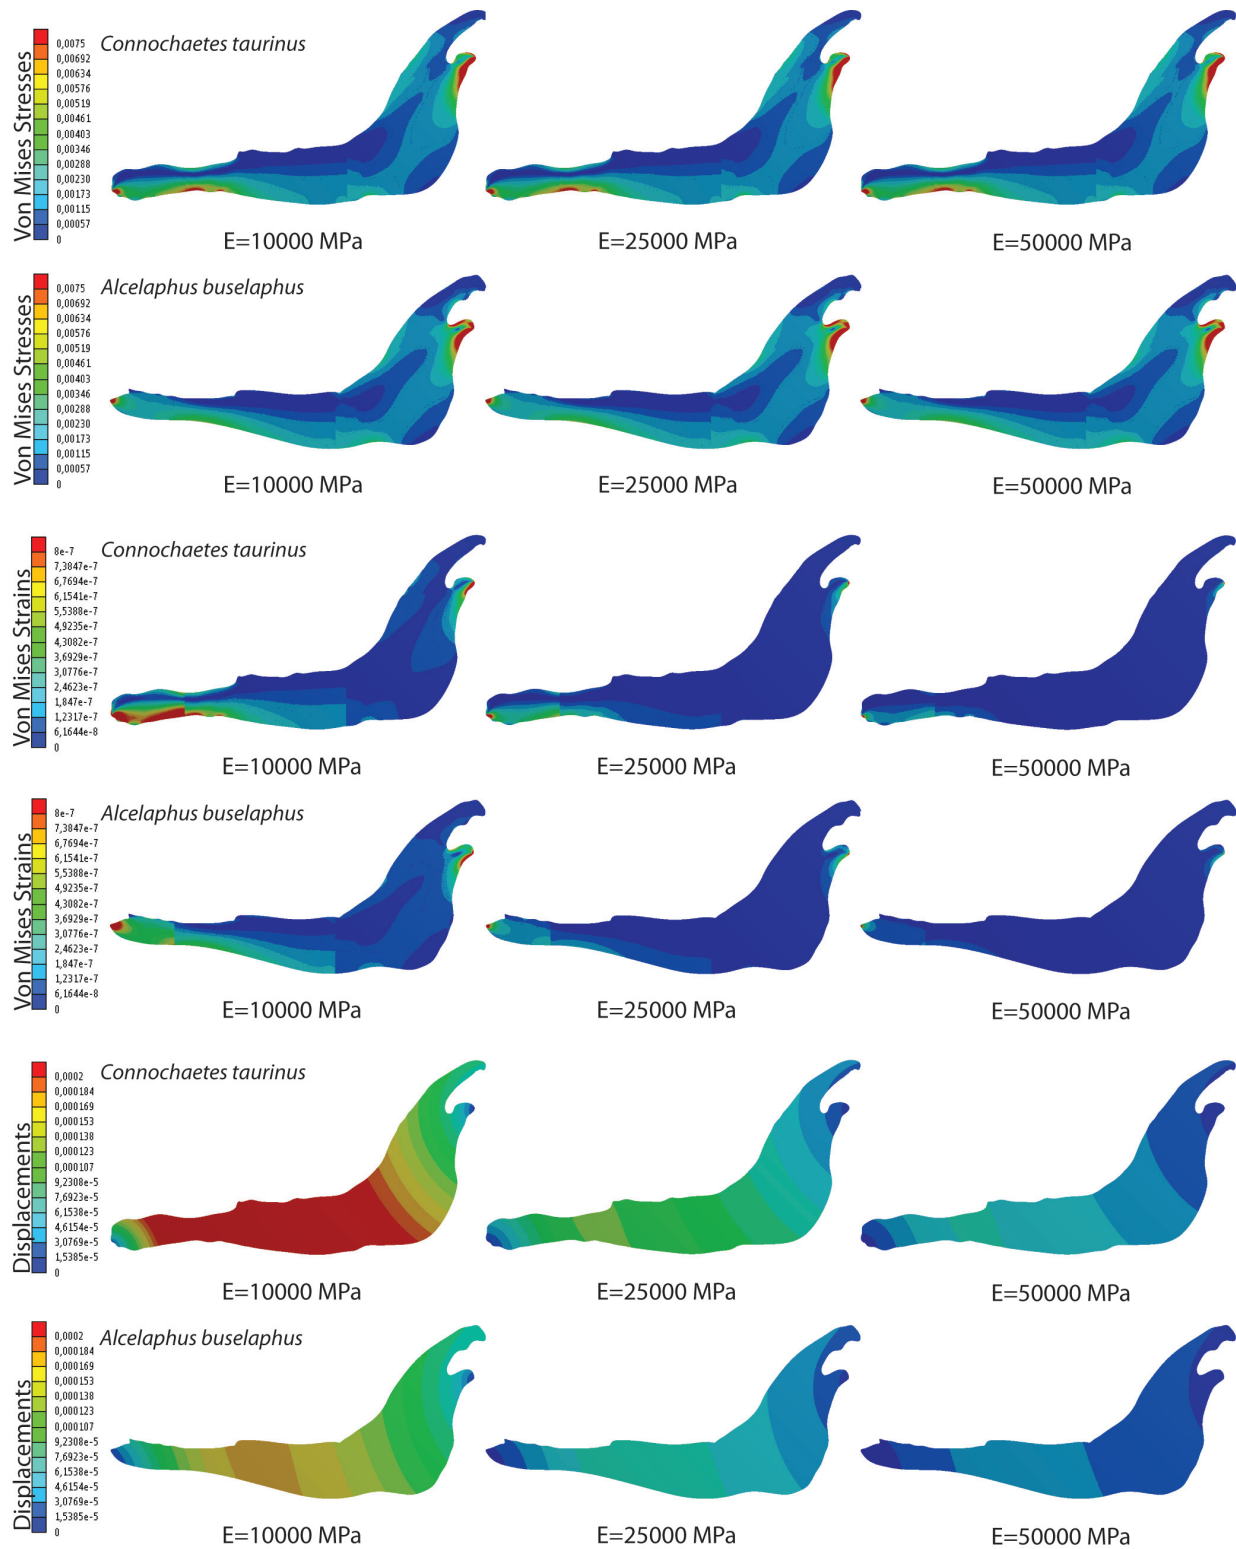 Von Mises Stresses
Connochaetes taurinus
0,0075
0,00692
0,00634
0,00576
0,00519
0,00461
0,00403
0,00346
0,00288
0,00230
0,00173
0,00115
0,00057
0
E=10000 MPa
E=25000 MPa
E=50000 MPa
Von Mises Stresses
Alcelaphus buselaphus
0,0075
0,00692
0,00634
0,00576
0,00519
0,00461
0,00403
0,00346
0,00288
0,00230
0,00173
0,00115
0,00057
0
E=10000 MPa
E=25000 MPa
E=50000 MPa
Von Mises Strains
Connochaetes taurinus
8e-7
7,3847e-7
6,7694e-7
6,1541e-7
5,5388e-7
4,9235e-7
4,3082e-7
3,6929e-7
3,0776e-7
2,4623e-7
1,847e-7
1,2317e-7
6,1644e-8
0
E=10000 MPa
E=25000 MPa
E=50000 MPa
Von Mises Strains
Alcelaphus buselaphus
8e-7
7,3847e-7
6,7694e-7
6,1541e-7
5,5388e-7
4,9235e-7
4,3082e-7
3,6929e-7
3,0776e-7
2,4623e-7
1,847e-7
1,2317e-7
6,1644e-8
0
E=10000 MPa
E=25000 MPa
E=50000 MPa
Displacements
Connochaetes taurinus
0,0002
0,000184
0,000169
0,000153
0,000138
0,000123
0,000107
9,2308e-5
7,6923e-5
6,1538e-5
4,6154e-5
3,0769e-5
1,5385e-5
0
E=10000 MPa
E=25000 MPa
E=50000 MPa
Displacements
Alcelaphus buselaphus
0,0002
0,000184
0,000169
0,000153
0,000138
0,000123
0,000107
9,2308e-5
7,6923e-5
6,1538e-5
4,6154e-5
3,0769e-5
1,5385e-5
0
E=10000 MPa
E=25000 MPa
E=50000 MPa